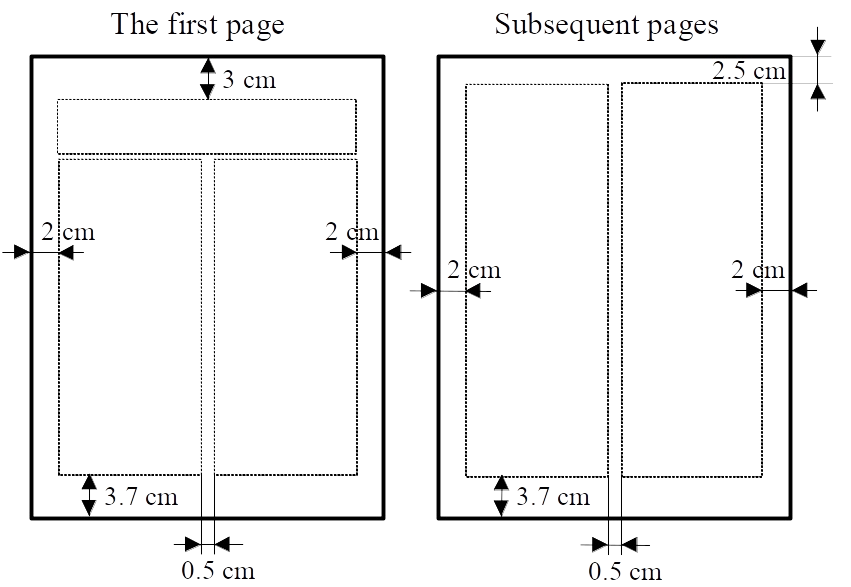 The first page
3 cm
2 cm
2 cm
3.7 cm
0.5 cm
Subsequent pages
2.5 cm
2 cm
2 cm
3.7 cm
0.5 cm